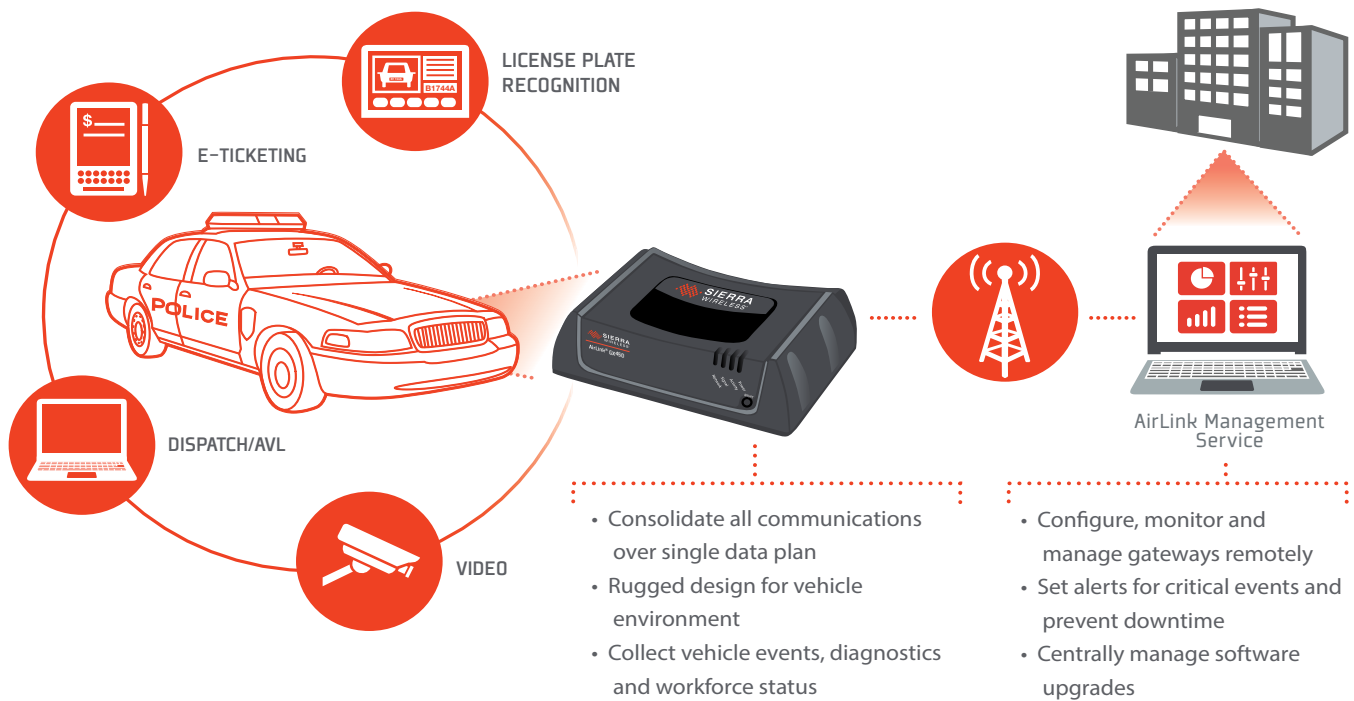 LICENSE PLATE
RECOGNITION
B1744A
$
E-TICKETING
POLICE
SIERRA
WIRELESS
SIERRA
WIRELESS
AirLink® GX450
DISPATCH/AVL
VIDEO
AirLink Management
Service
• Consolidate all communications
over single data plan
• Rugged design for vehicle
environment
• Collect vehicle events, diagnostics
and workforce status
• Configure, monitor and
manage gateways remotely
• Set alerts for critical events and
prevent downtime
• Centrally manage software
upgrades